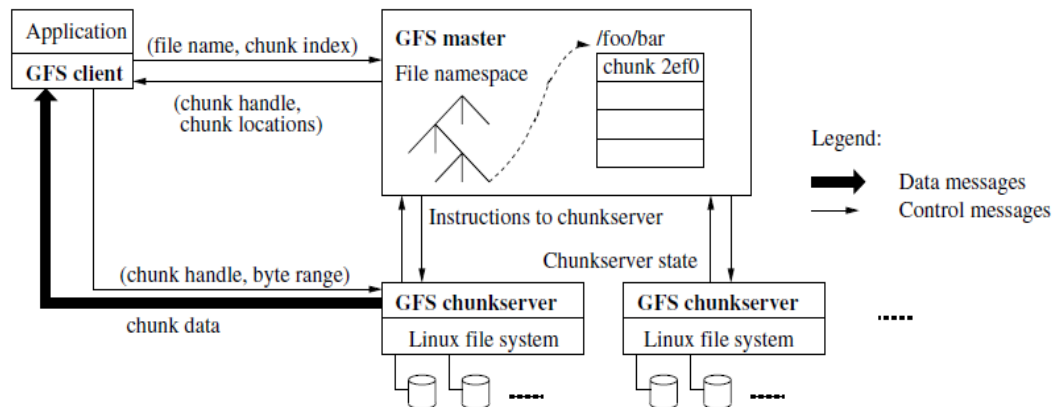 Application
GFS client
(file name, chunk index)
(chunk handle,
chunk locations)
GFS master
File namespace
/foo/bar
chunk 2ef0
Legend:
Data messages
Control messages
Instructions to chunkserver
Chunkserver state
(chunk handle, byte range)
chunk data
GFS chunkserver
Linux file system
GFS chunkserver
Linux file system